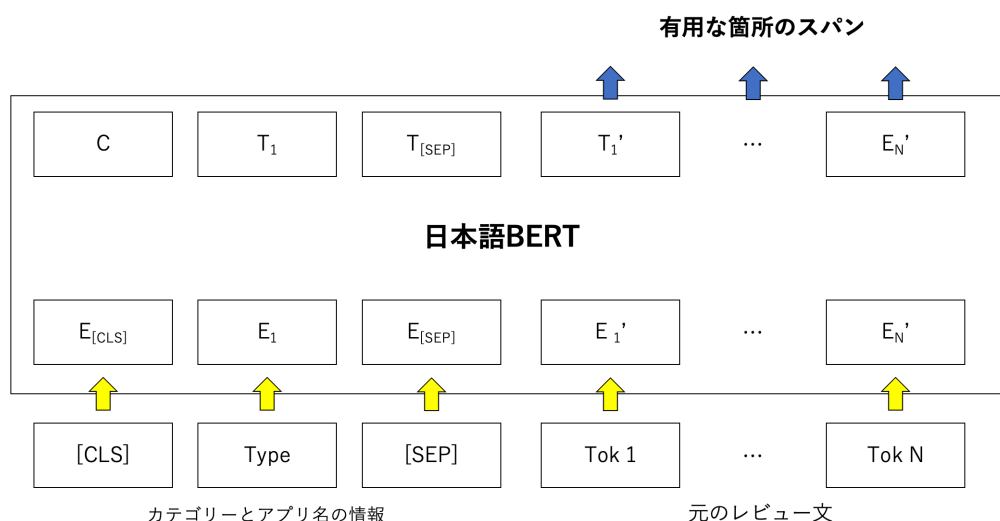 有用な箇所のスパン
C T1 T[SEP] T1’ … EN’
日本語BERT
E[CLS] E1 E[SEP] E 1’ … EN’
[CLS] Type [SEP] Tok 1 … Tok N
カテゴリーとアプリ名の情報 元のレビュー文